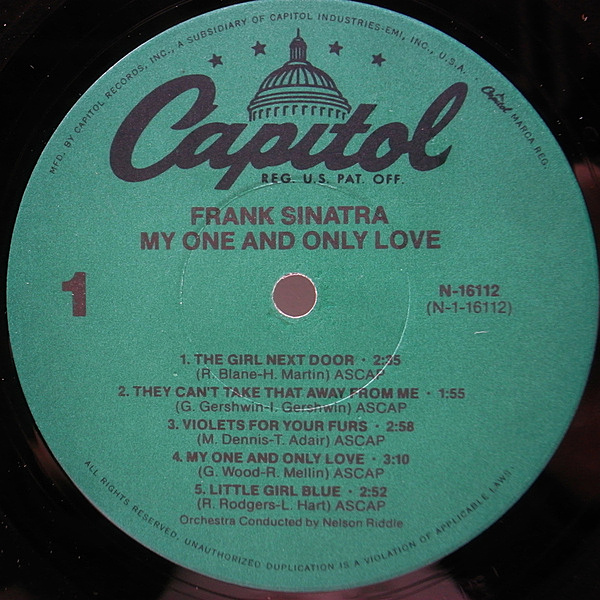 MFD. BY CAPITOL RECORDS, INC., A SUBSIDIARY OF CAPITOL INDUSTRIES-EMI, INC., U.S.A. · Capitol MARCA REG.
Capitol
REG. U.S. PAT. OFF.
FRANK SINATRA
MY ONE AND ONLY LOVE
1
N-16112
(N-1-16112)
1. THE GIRL NEXT DOOR · 2:35
(R. Blane-H. Martin) ASCAP
2. THEY CAN'T TAKE THAT AWAY FROM ME · 1:55
(G. Gershwin-I. Gershwin) ASCAP
3. VIOLETS FOR YOUR FURS · 2:58
(M. Dennis-T. Adair) ASCAP
4. MY ONE AND ONLY LOVE · 3:10
(G. Wood-R. Mellin) ASCAP
5. LITTLE GIRL BLUE · 2:52
(R. Rodgers-L. Hart) ASCAP
Orchestra Conducted by Nelson Riddle
ALL RIGHTS RESERVED. UNAUTHORIZED DUPLICATION IS A VIOLATION OF APPLICABLE LAWS